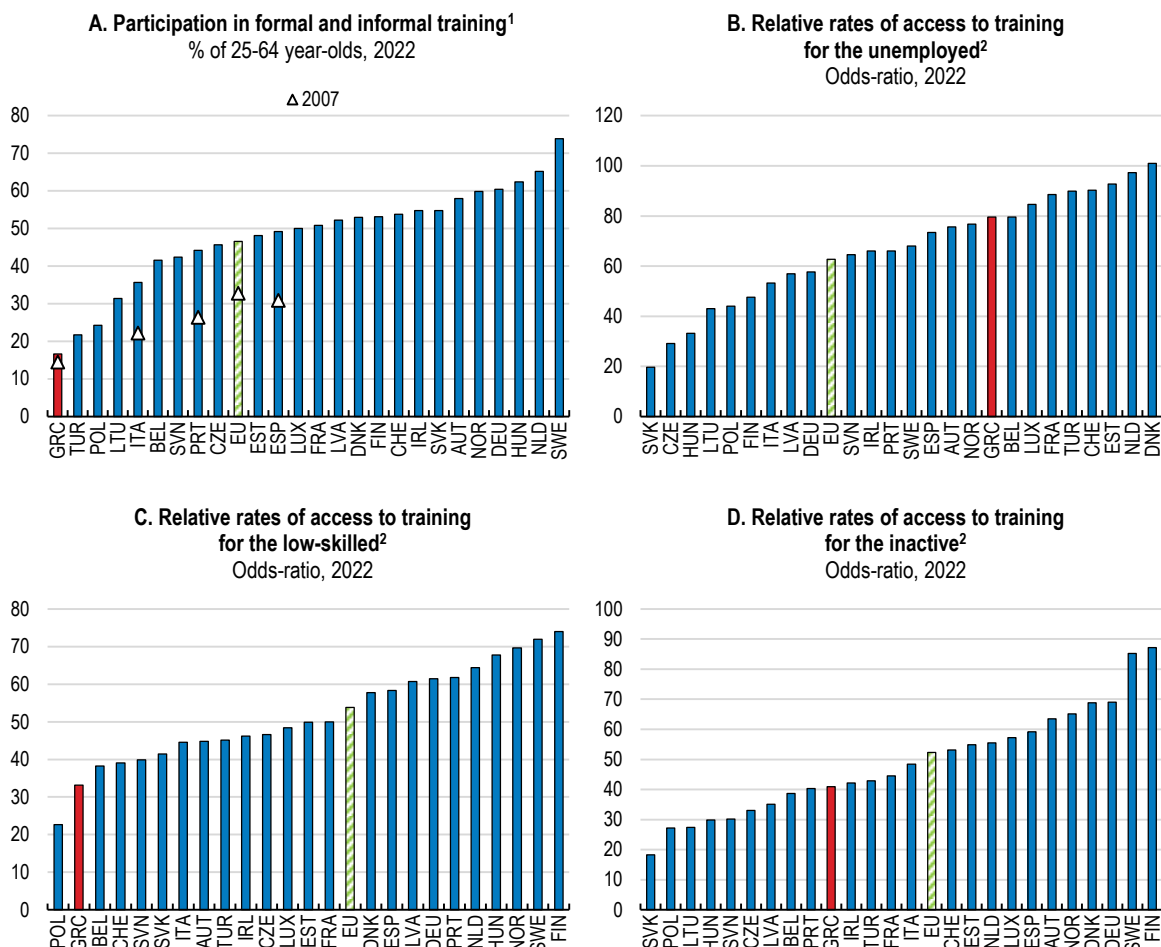 A. Participation in formal and informal training¹
% of 25-64 year-olds, 2022
2007
80
70
60
50
40
30
20
10
0
GRC TUR POL LTU ITA BEL SVN PRT CZE EU EST ESP LUX FRA LVA DNK FIN CHE IRL SVK AUT NOR DEU HUN NLD SWE
B. Relative rates of access to training
for the unemployed²
Odds-ratio, 2022
120
100
80
60
40
20
0
SVK CZE HUN LTU POL FIN ITA LVA DEU EU SVN IRL PRT SWE ESP AUT NOR GRC BEL LUX FRA TUR CHE EST NLD DNK
C. Relative rates of access to training
for the low-skilled²
Odds-ratio, 2022
80
70
60
50
40
30
20
10
0
POL GRC BEL CHE SVN SVK ITA AUT TUR IRL CZE LUX EST FRA EU DNK ESP LVA DEU PRT NLD HUN NOR SWE FIN
D. Relative rates of access to training
for the inactive²
Odds-ratio, 2022
100
90
80
70
60
50
40
30
20
10
0
SVK POL LTU HUN SVN CZE LVA BEL PRT GRC IRL TUR FRA ITA EU CHE EST NLD LUX ESP AUT NOR DNK DEU SWE FIN